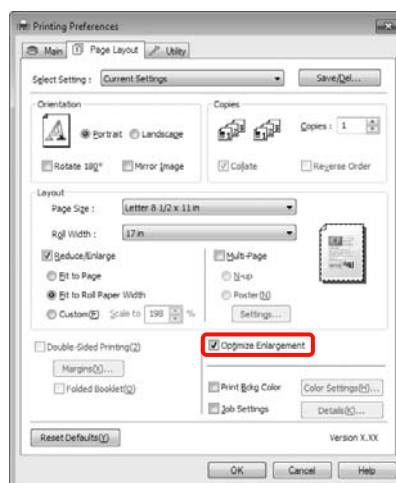 Printing Preferences
Main Page Layout Utility
Select Setting : Current Settings Save/Del...
Orientation
Portrait Landscape
Rotate 180° Mirror Image
Copies
Copies : 1
Collate Reverse Order
Layout
Page Size : Letter 8 1/2 x 11 in
Roll Width : 17 in
Reduce/Enlarge
Fit to Page
Fit to Roll Paper Width
Custom(F) Scale to 198 %
Multi-Page
N-up
Poster(N)
Settings...
Double-Sided Printing(2)
Margins(X)...
Folded Booklet(Q)
Optimize Enlargement
Print Bckg Color Color Settings(H)...
Job Settings Details(K)...
Reset Defaults(Y) Version X.XX
OK Cancel Help